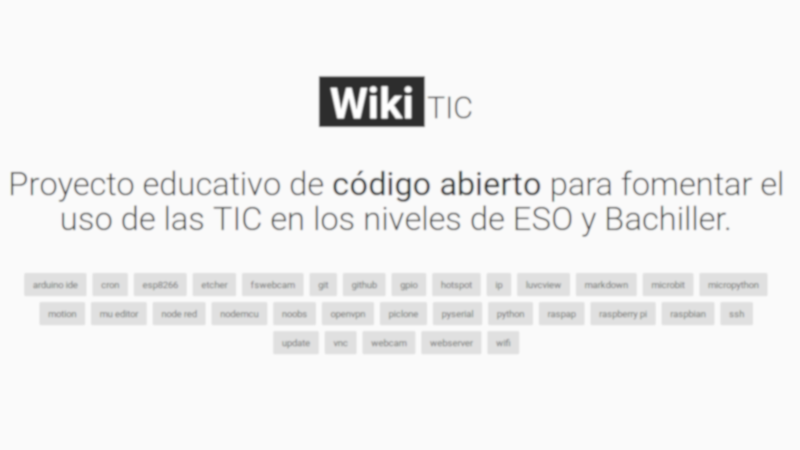 Wiki TIC
Proyecto educativo de código abierto para fomentar el
uso de las TIC en los niveles de ESO y Bachiller.
arduino ide cron esp8266 etcher fswebcam git github gpio hotspot ip luvcview markdown microbit micropython
motion mu editor node red nodemcu noobs openvpn piclone pyserial python raspap raspberry pi raspbian ssh
update vnc webcam webserver wifi